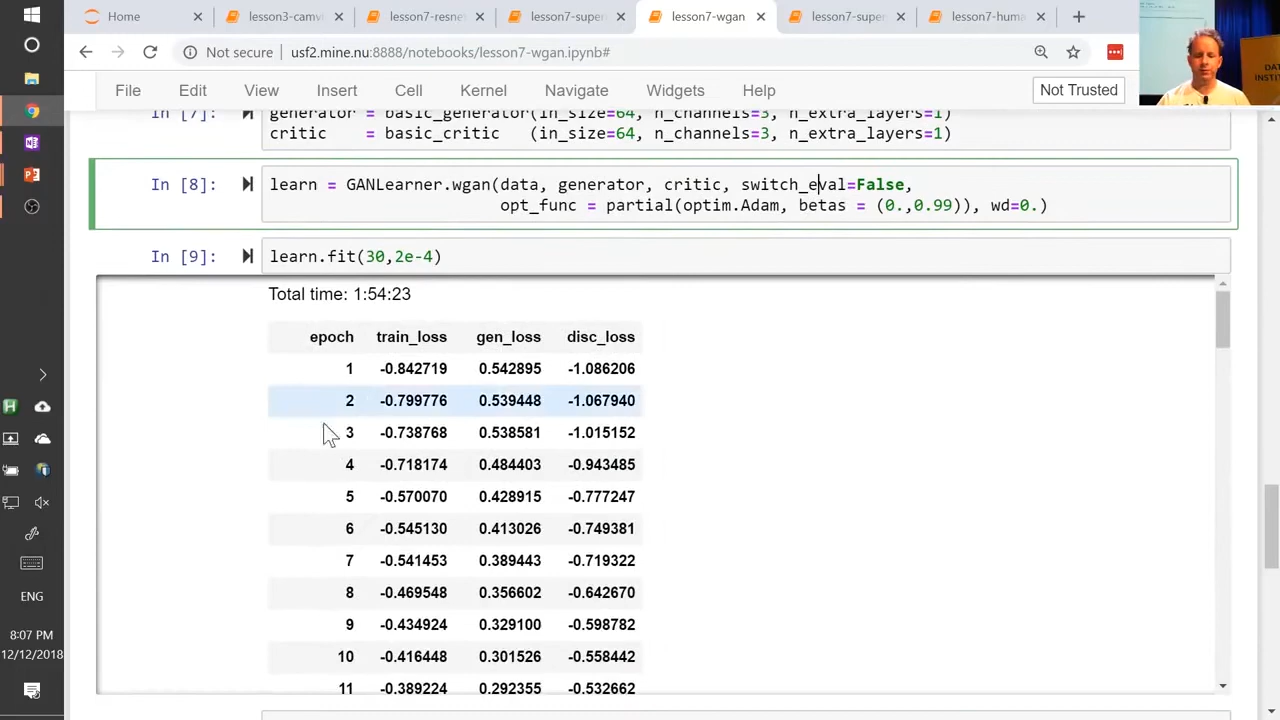 Home
lesson3-camvi
lesson7-resne
lesson7-super
lesson7-wgan
lesson7-supe
lesson7-huma
Not secure
usf2.mine.nu:8888/notebooks/lesson7-wgan.ipynb#
File Edit View Insert Cell Kernel Navigate Widgets Help Not Trusted
In [7]: generator = basic_generator(in_size=64, n_channels=3, n_extra_layers=1)
critic = basic_critic (in_size=64, n_channels=3, n_extra_layers=1)
In [8]: learn = GANLearner.wgan(data, generator, critic, switch_eval=False,
opt_func = partial(optim.Adam, betas = (0.,0.99)), wd=0.)
In [9]: learn.fit(30,2e-4)
Total time: 1:54:23
epoch train_loss gen_loss disc_loss
1 -0.842719 0.542895 -1.086206
2 -0.799776 0.539448 -1.067940
3 -0.738768 0.538581 -1.015152
4 -0.718174 0.484403 -0.943485
5 -0.570070 0.428915 -0.777247
6 -0.545130 0.413026 -0.749381
7 -0.541453 0.389443 -0.719322
8 -0.469548 0.356602 -0.642670
9 -0.434924 0.329100 -0.598782
10 -0.416448 0.301526 -0.558442
11 -0.389224 0.292355 -0.532662
ENG
8:07 PM
12/12/2018
DAT
INSTIT